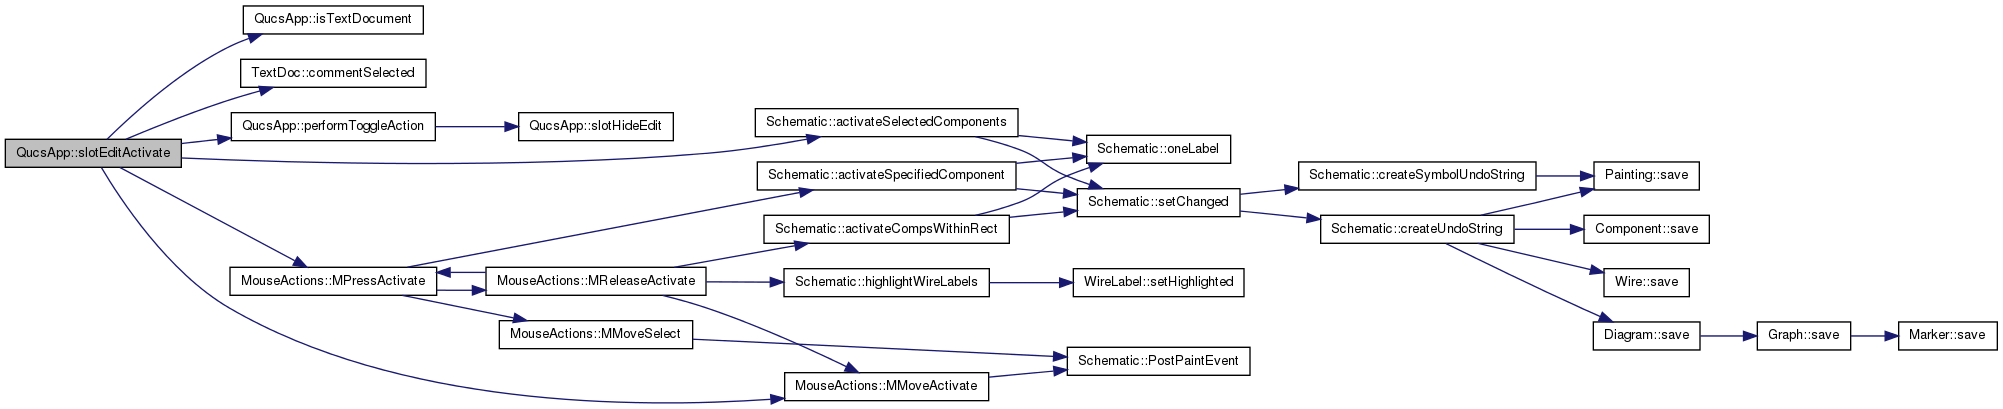 QucsApp::isTextDocument
TextDoc::commentSelected
QucsApp::performToggleAction
QucsApp::slotHideEdit
QucsApp::slotEditActivate
Schematic::activateSelectedComponents
Schematic::oneLabel
Schematic::activateSpecifiedComponent
Schematic::setChanged
Schematic::createSymbolUndoString
Painting::save
Schematic::activateCompsWithinRect
Schematic::createUndoString
Component::save
MouseActions::MPressActivate
MouseActions::MReleaseActivate
Schematic::highlightWireLabels
WireLabel::setHighlighted
Wire::save
MouseActions::MMoveSelect
Schematic::PostPaintEvent
Diagram::save
Graph::save
Marker::save
MouseActions::MMoveActivate